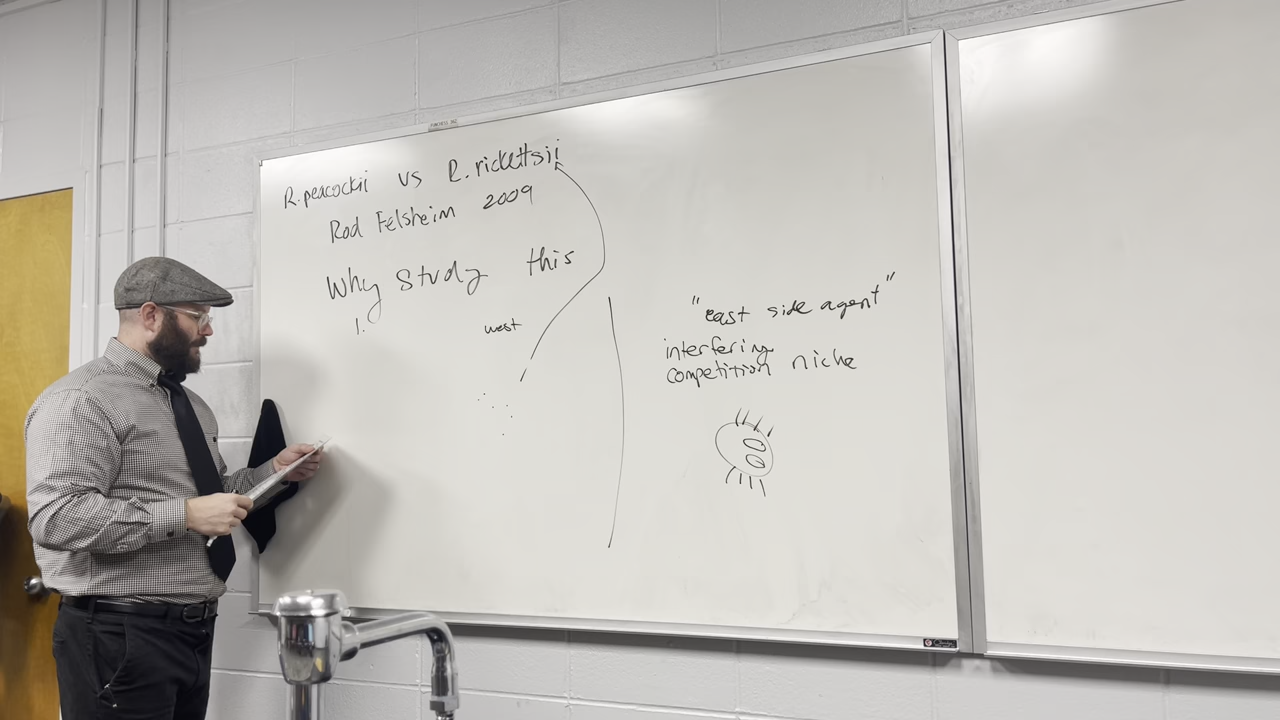 R. peacockii vs R. rickettsii
Rod Felsheim 2009
Why study this
1.
west
"east side agent"
interfering
competition niche